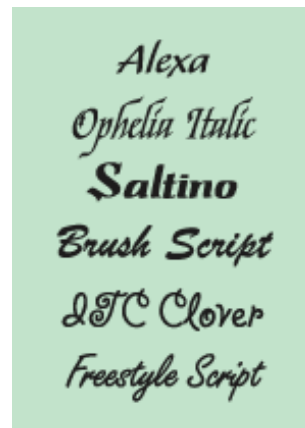 Alexa
Ophelia Italic
Saltino
Brush Script
ITC Clover
Freestyle Script